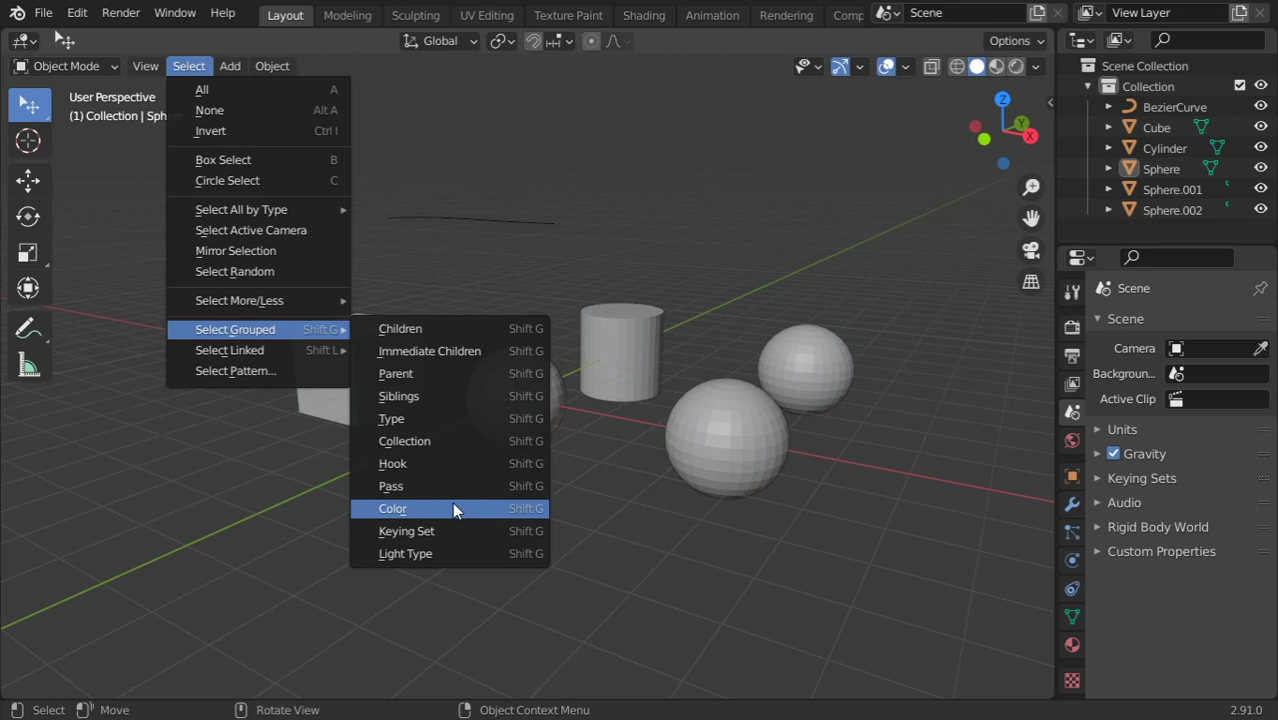 File Edit Render Window Help Layout Modeling Sculpting UV Editing Texture Paint Shading Animation Rendering Comp Scene View Layer
Global Options
Object Mode View Select Add Object
User Perspective
(1) Collection | Sphe
All A
None Alt A
Invert Ctrl I
Box Select B
Circle Select C
Select All by Type
Select Active Camera
Mirror Selection
Select Random
Select More/Less
Select Grouped Shift G
Select Linked Shift L
Select Pattern...
Children Shift G
Immediate Children Shift G
Parent Shift G
Siblings Shift G
Type Shift G
Collection Shift G
Hook Shift G
Pass Shift G
Color Shift G
Keying Set Shift G
Light Type Shift G
Z
Y
X
Scene Collection
Collection
BezierCurve
Cube
Cylinder
Sphere
Sphere.001
Sphere.002
Scene
Scene
Camera
Backgroun...
Active Clip
Units
Gravity
Keying Sets
Audio
Rigid Body World
Custom Properties
Select Move Rotate View Object Context Menu 2.91.0